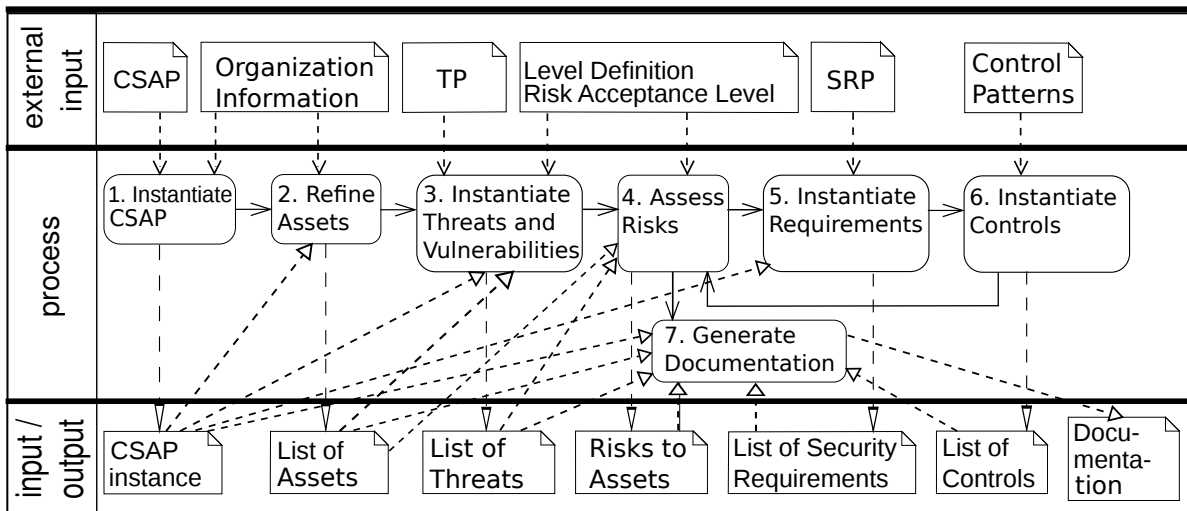 external
input
CSAP
Organization
Information
TP
Level Definition
Risk Acceptance Level
SRP
Control
Patterns
process
1. Instantiate
CSAP
2. Refine
Assets
3. Instantiate
Threats and
Vulnerabilities
4. Assess
Risks
5. Instantiate
Requirements
6. Instantiate
Controls
7. Generate
Documentation
input /
output
CSAP
instance
List of
Assets
List of
Threats
Risks to
Assets
List of Security
Requirements
List of
Controls
Docu-
menta-
tion